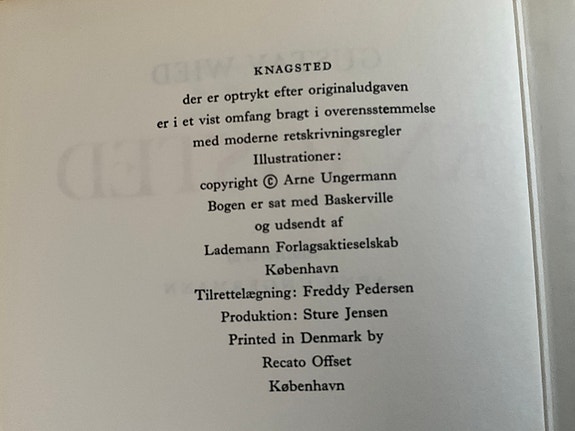 KNAGSTED
der er optrykt efter originaludgaven
er i et vist omfang bragt i overensstemmelse
med moderne retskrivningsregler
Illustrationer:
copyright © Arne Ungermann
Bogen er sat med Baskerville
og udsendt af
Lademann Forlagsaktieselskab
København
Tilrettelægning: Freddy Pedersen
Produktion: Sture Jensen
Printed in Denmark by
Recato Offset
København